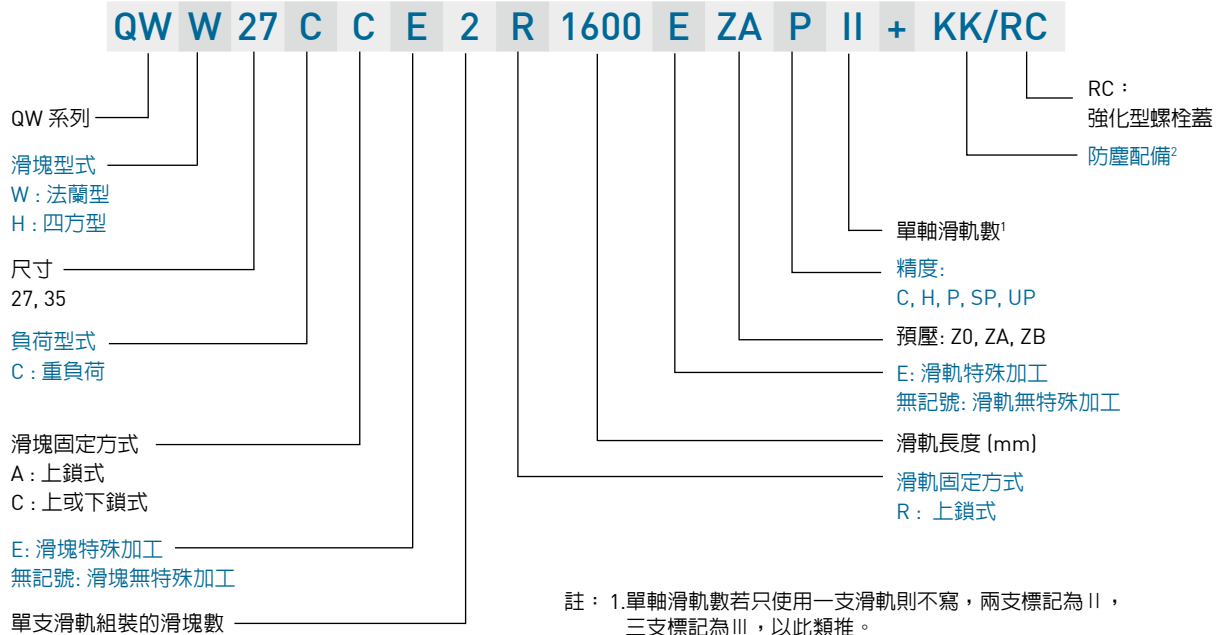 QW W 27 C C E 2 R 1600 E ZA P II + KK/RC
QW 系列
滑塊型式
W : 法蘭型
H : 四方型
尺寸
27, 35
負荷型式
C : 重負荷
滑塊固定方式
A : 上鎖式
C : 上或下鎖式
E: 滑塊特殊加工
無記號: 滑塊無特殊加工
單支滑軌組裝的滑塊數
RC：
強化型螺栓蓋
防塵配備2
單軸滑軌數1
精度:
C, H, P, SP, UP
預壓: Z0, ZA, ZB
E: 滑軌特殊加工
無記號: 滑軌無特殊加工
滑軌長度 (mm)
滑軌固定方式
R : 上鎖式
註： 1.單軸滑軌數若只使用一支滑軌則不寫，兩支標記為II，
三支標記為III，以此類推。